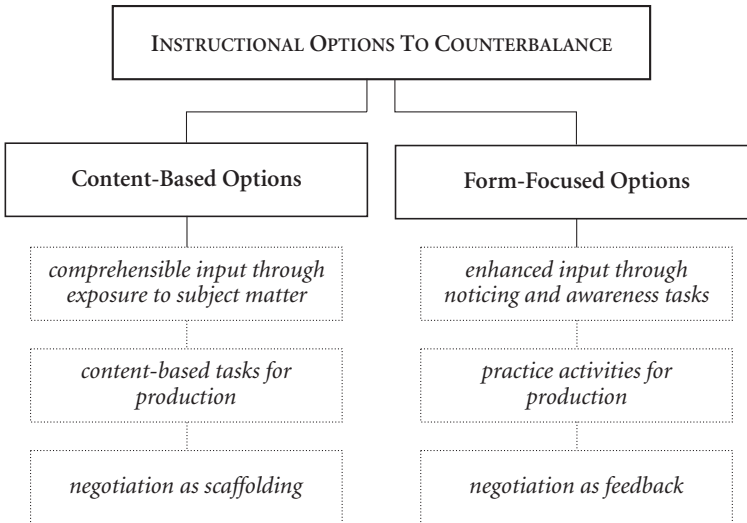 INSTRUCTIONAL OPTIONS TO COUNTERBALANCE
Content-Based Options
comprehensible input through
exposure to subject matter
content-based tasks for
production
negotiation as scaffolding
Form-Focused Options
enhanced input through
noticing and awareness tasks
practice activities for
production
negotiation as feedback